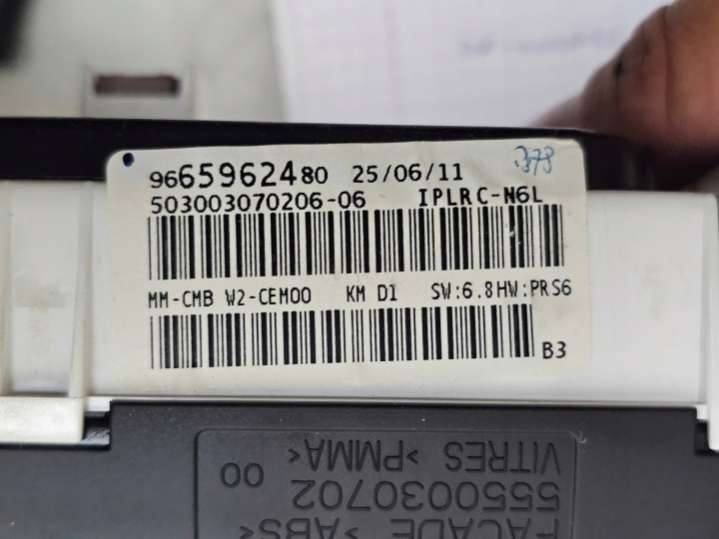 9665962480 25/06/11 378
503003070206-06 IPLRC-N6L
MM-CMB W2-CEM00 KM D1 SW:6.8HW:PRS6
B3
FACADE >ABS<
5550030702 00
VITRES >PMMA<